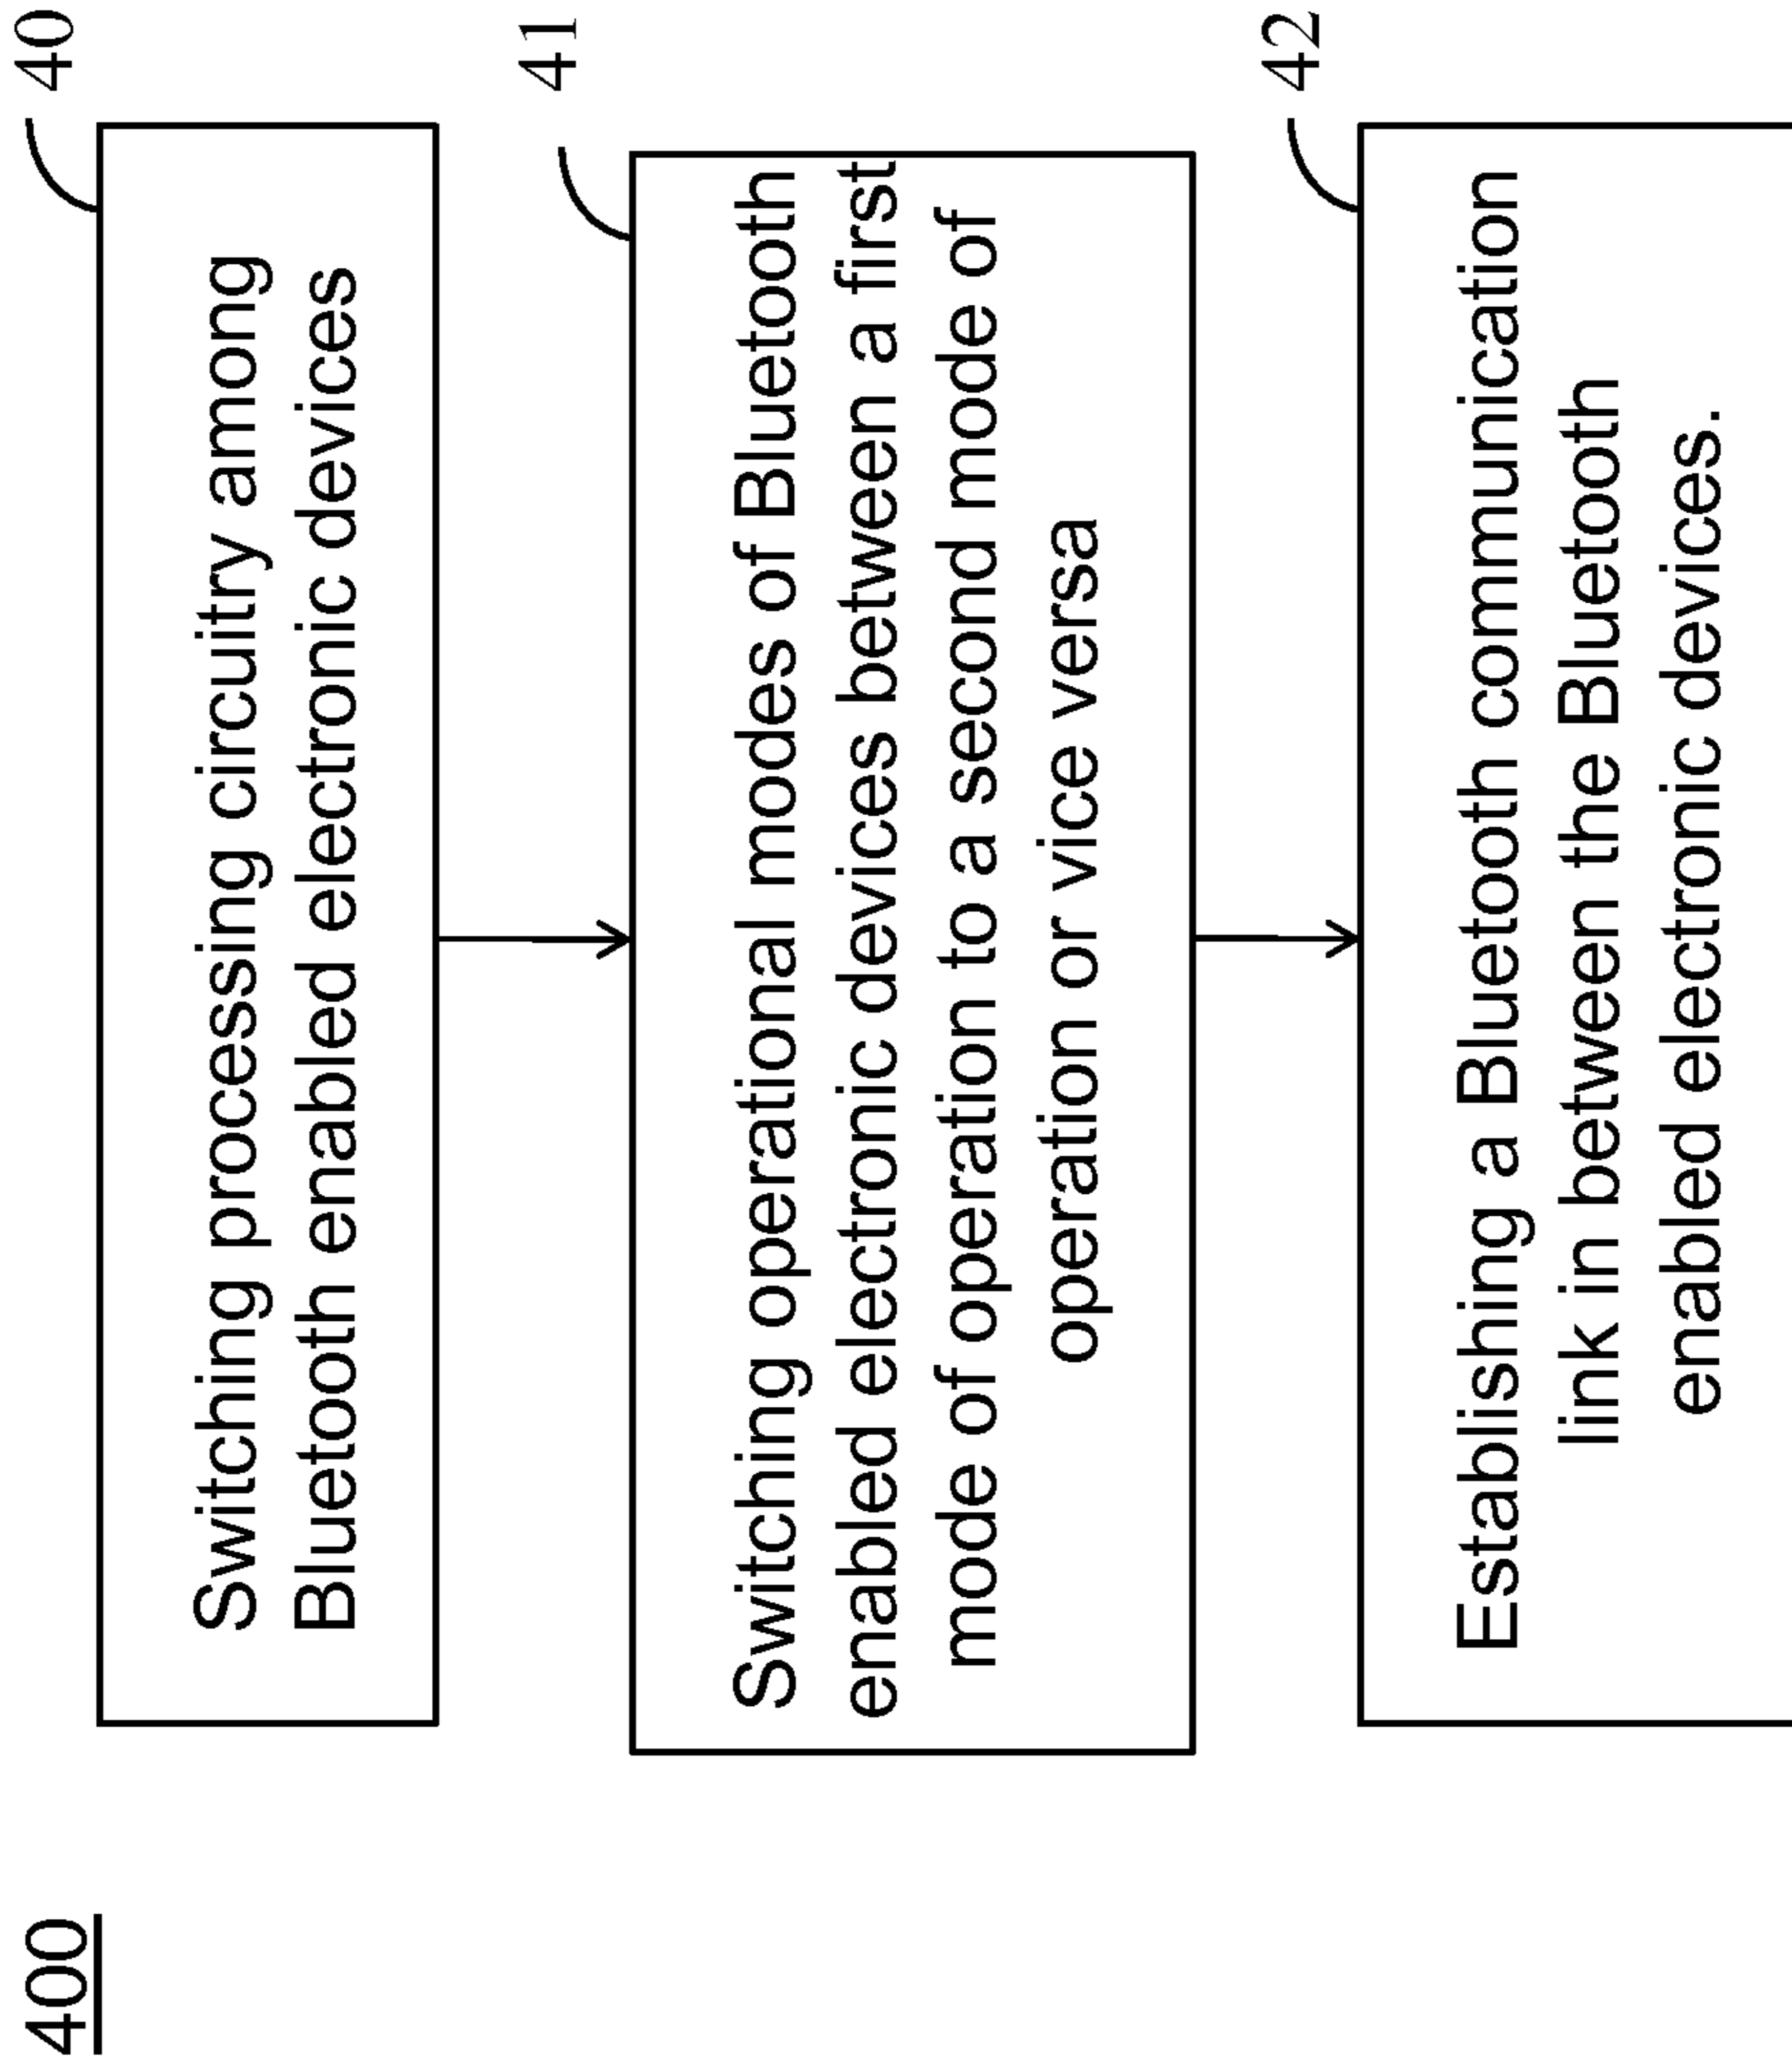 400
40
Switching processing circuitry among
Bluetooth enabled electronic devices
41
Switching operational modes of Bluetooth
enabled electronic devices between a first
mode of operation to a second mode of
operation or vice versa
42
Establishing a Bluetooth communication
link in between the Bluetooth
enabled electronic devices.